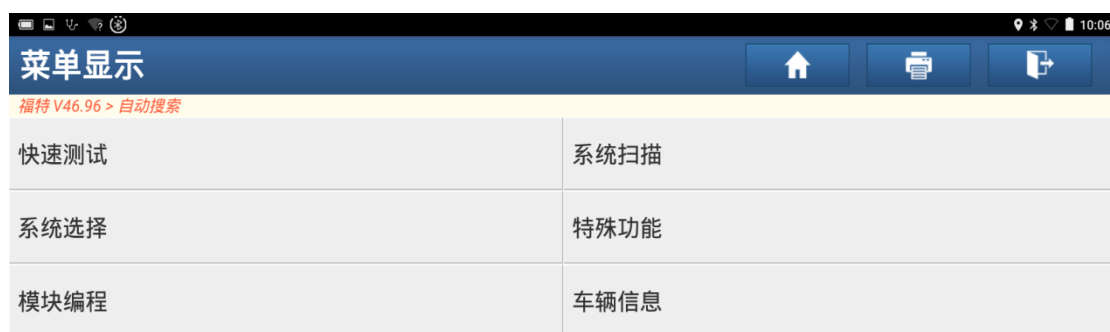 10:06
菜单显示
福特 V46.96 > 自动搜索
快速测试 系统扫描
系统选择 特殊功能
模块编程 车辆信息